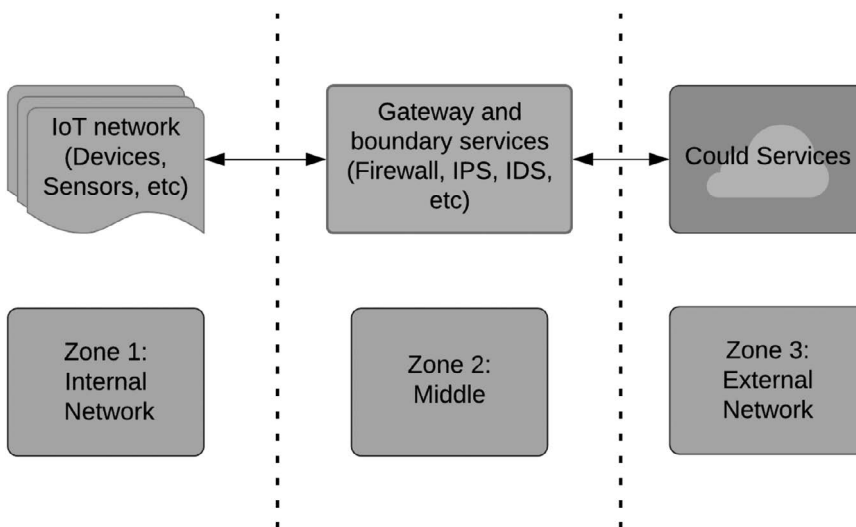 IoT network
(Devices,
Sensors, etc)
Gateway and
boundary services
(Firewall, IPS, IDS,
etc)
Could Services
Zone 1:
Internal
Network
Zone 2:
Middle
Zone 3:
External
Network